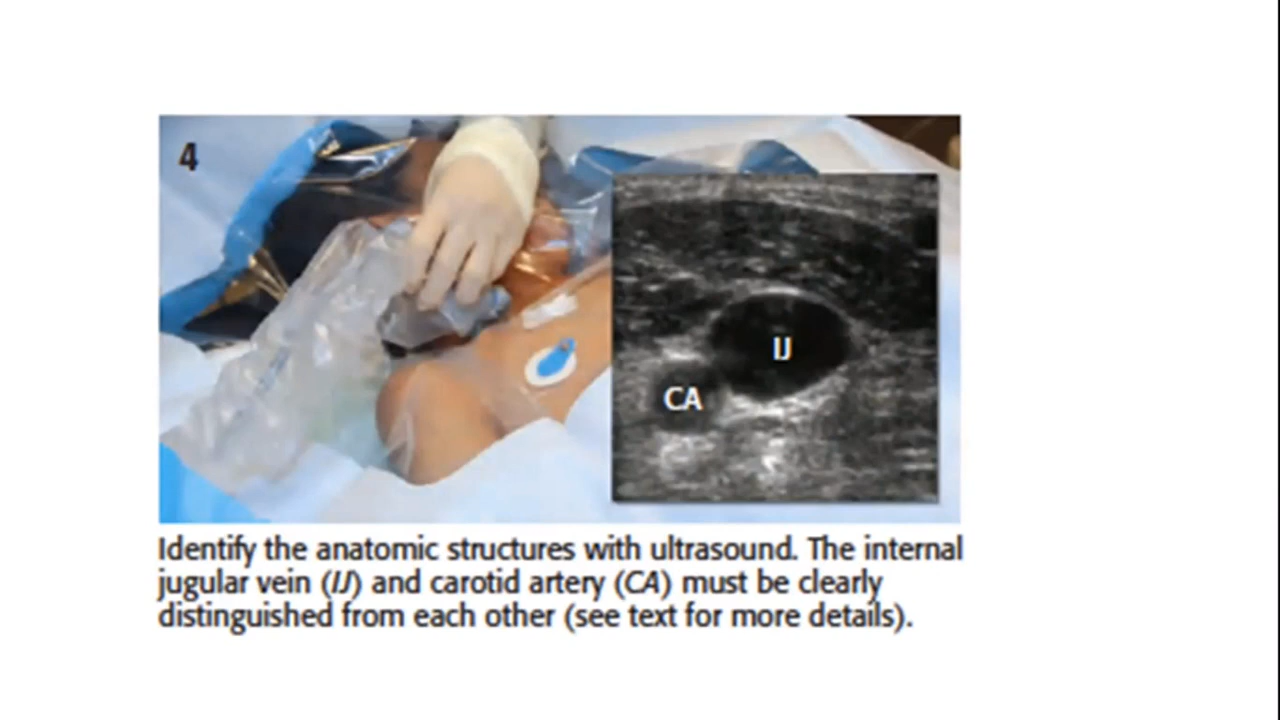 4
IJ
CA
Identify the anatomic structures with ultrasound. The internal
jugular vein (IJ) and carotid artery (CA) must be clearly
distinguished from each other (see text for more details).